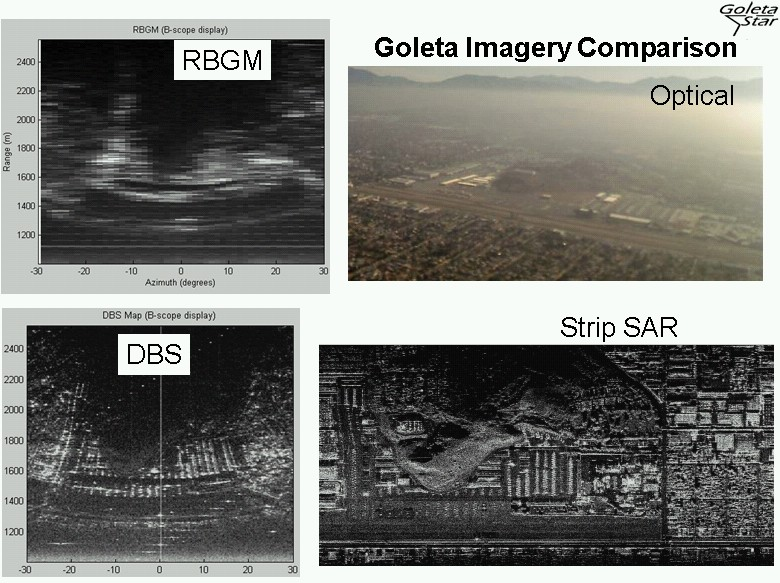 Goleta
Star
Goleta Imagery Comparison
RBGM (B-scope display)
RBGM
2400
2200
2000
1800
1600
1400
1200
Range (m)
-30 -20 -10 0 10 20 30
Azimuth (degrees)
Optical
DBS Map (B-scope display)
DBS
2400
2200
2000
1800
1600
1400
1200
-30 -20 -10 0 10 20 30
Strip SAR